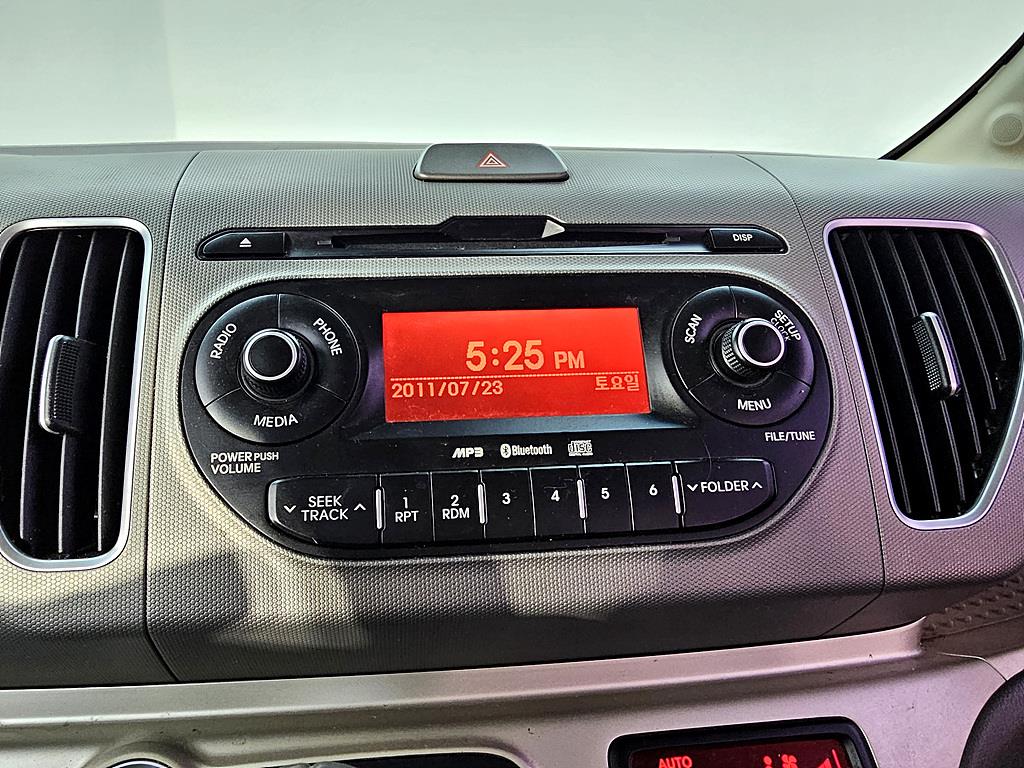 DISP
RADIO
PHONE
MEDIA
POWER PUSH
VOLUME
5:25 PM
2011/07/23 토요일
SCAN
SETUP
CLOCK
MENU
FILE/TUNE
MP3 Bluetooth disc
SEEK
TRACK
1
RPT
2
RDM
3
4
5
6
FOLDER
AUTO